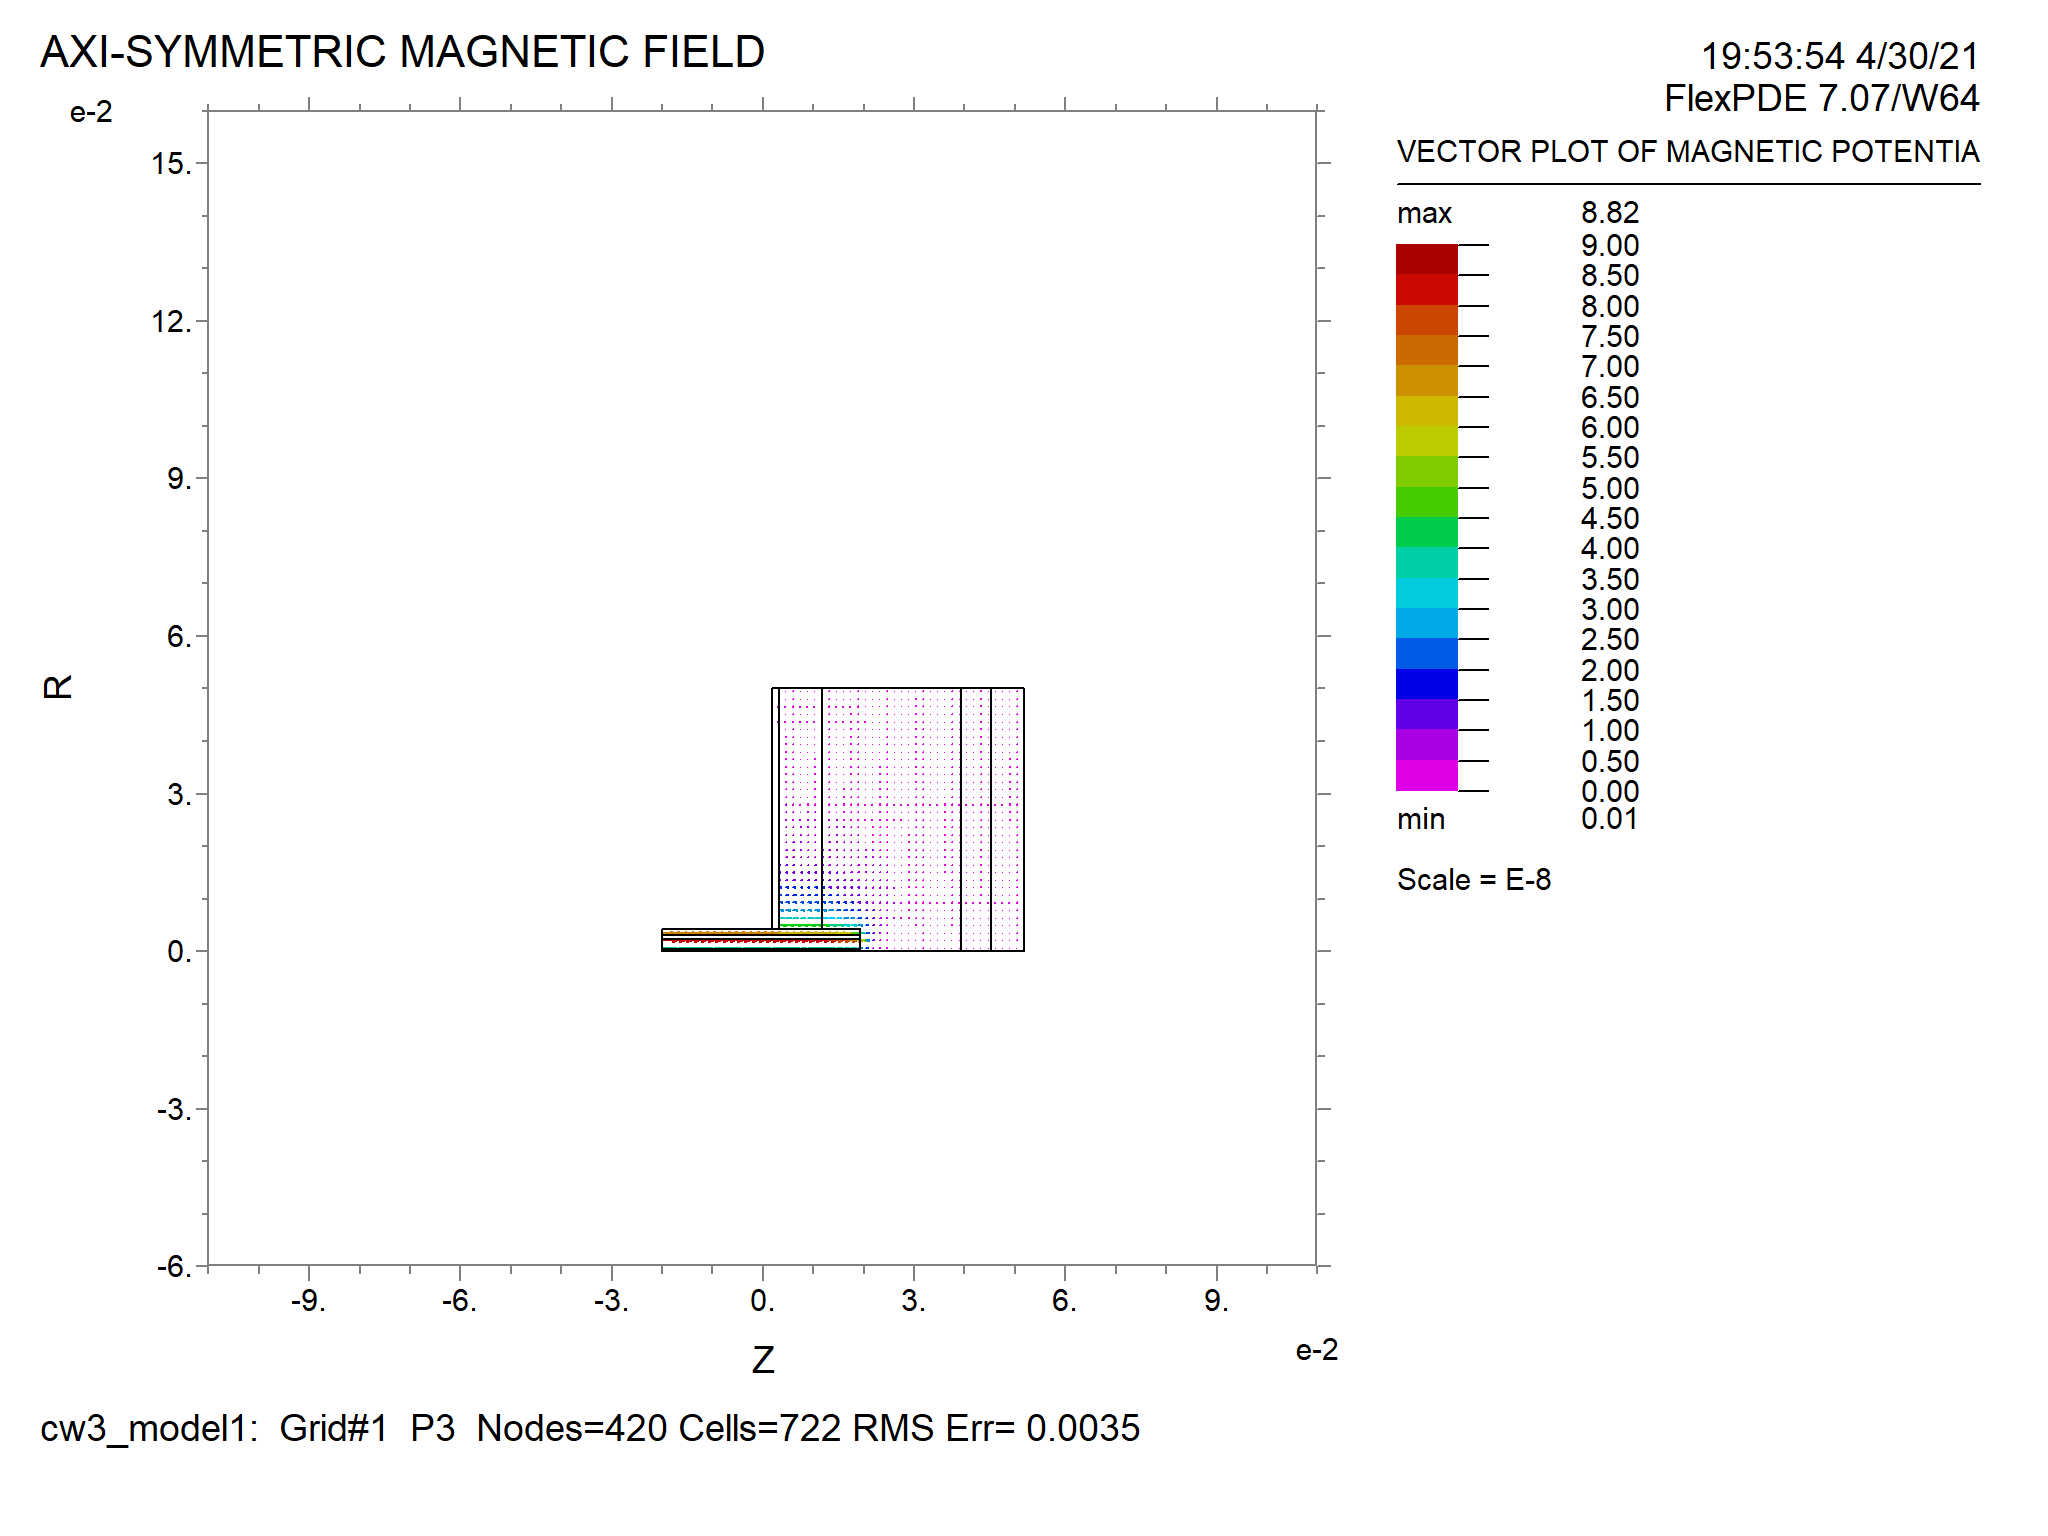 AXI-SYMMETRIC MAGNETIC FIELD
19:53:54 4/30/21
FlexPDE 7.07/W64
VECTOR PLOT OF MAGNETIC POTENTIA
max 8.82
9.00
8.50
8.00
7.50
7.00
6.50
6.00
5.50
5.00
4.50
4.00
3.50
3.00
2.50
2.00
1.50
1.00
0.50
0.00
min 0.01
Scale = E-8
e-2
15.
12.
9.
6.
3.
0.
-3.
-6.
R
-9. -6. -3. 0. 3. 6. 9.
e-2
Z
cw3_model1: Grid#1 P3 Nodes=420 Cells=722 RMS Err= 0.0035